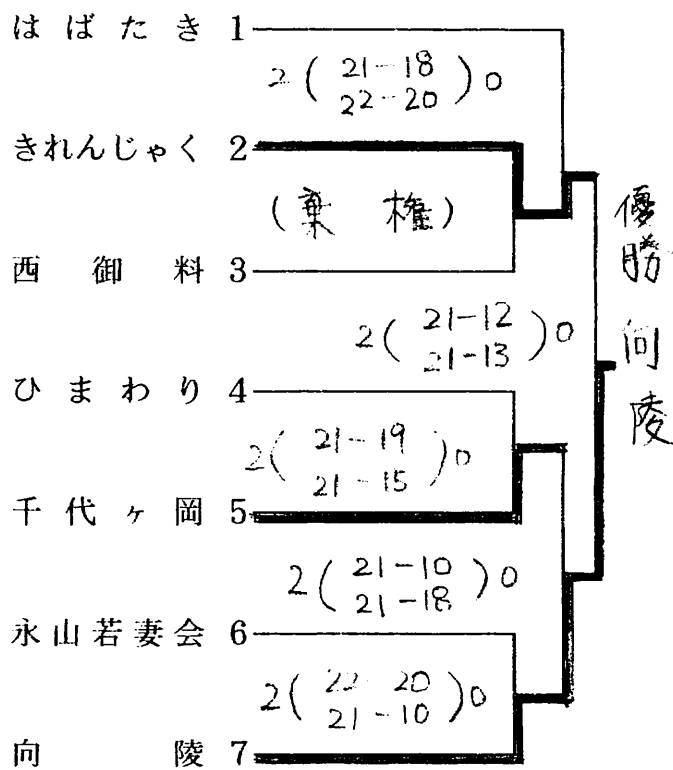 はばたき 1
2 ( 21-18 22-20 ) 0
きれんじゃく 2
(棄権)
西御料 3
2 ( 21-12 21-13 ) 0
ひまわり 4
2 ( 21-19 21-15 ) 0
千代ヶ岡 5
2 ( 21-10 21-18 ) 0
永山若妻会 6
2 ( 22 20 21-10 ) 0
向陵 7
優勝 向陵